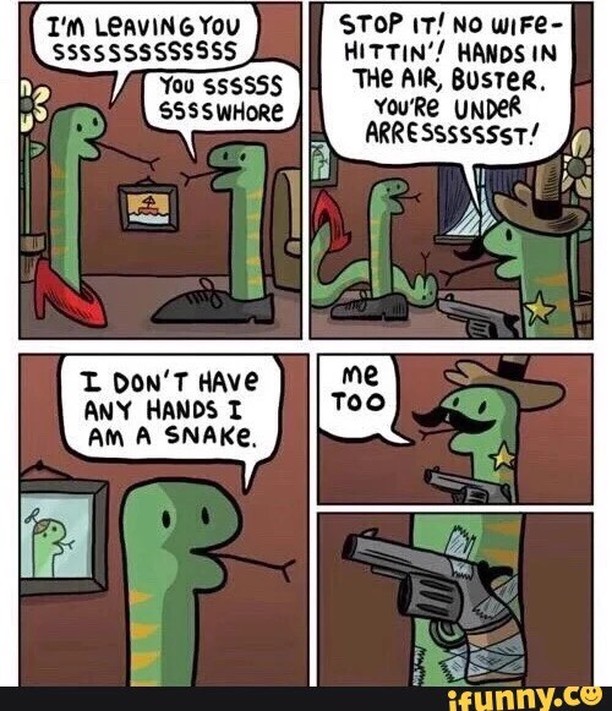 I'M LEAVING YOU
SSSSSSSSSSSSS
YOU SSSSSS
SSSSWHORE
STOP IT! NO WIFE-
HITTIN'! HANDS IN
THE AIR, BUSTER.
YOU'RE UNDER
ARRESSSSSSST!
I DON'T HAVE
ANY HANDS I
AM A SNAKE.
ME
TOO
ifunny.co